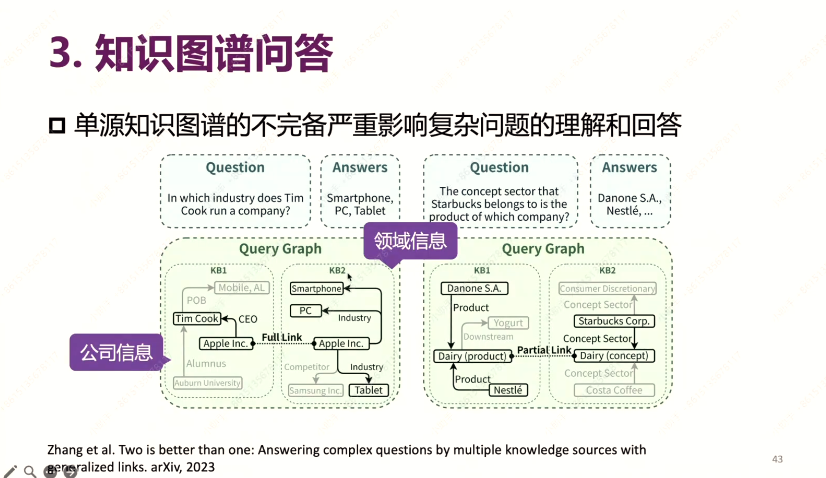 3. 知识图谱问答
单源知识图谱的不完备严重影响复杂问题的理解和回答
Question
In which industry does Tim
Cook run a company?
Answers
Smartphone,
PC, Tablet
Question
The concept sector that
Starbucks belongs to is the
product of which company?
Answers
Danone S.A.,
Nestlé, ...
领域信息
公司信息
Query Graph
KB1
Mobile, AL
POB
Tim Cook
CEO
Apple Inc.
Alumnus
Auburn University
Full Link
KB2
Smartphone
PC
Industry
Apple Inc.
Competitor
Industry
Samsung Inc.
Tablet
Query Graph
KB1
Danone S.A.
Product
Yogurt
Downstream
Dairy (product)
Product
Nestlé
Partial Link
KB2
Consumer Discretionary
Concept Sector
Starbucks Corp.
Concept Sector
Dairy (concept)
Concept Sector
Costa Coffee
Zhang et al. Two is better than one: Answering complex questions by multiple knowledge sources with
generalized links. arXiv, 2023
43